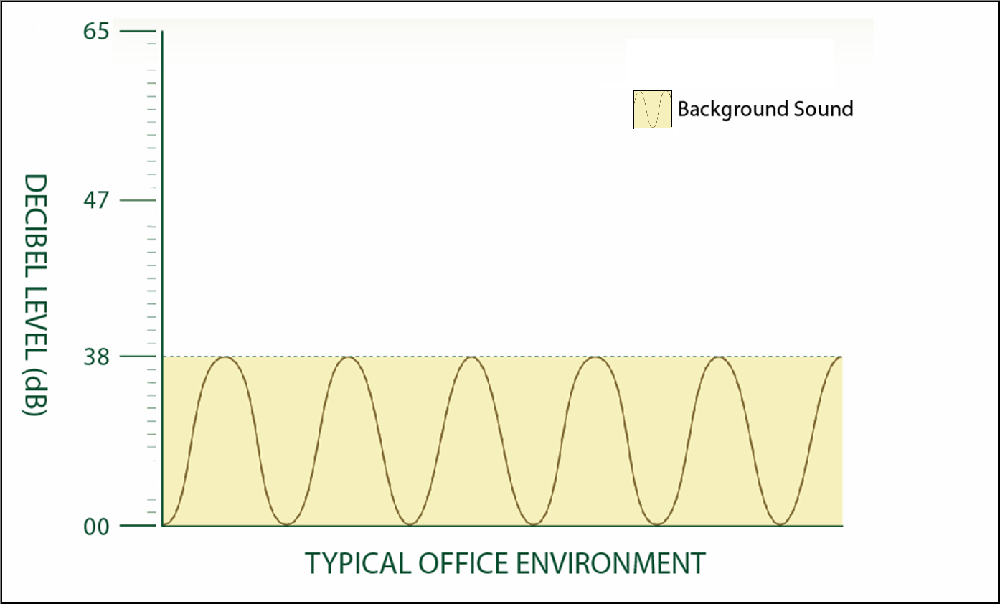 65
Background Sound
47
DECIBEL LEVEL (dB)
38
00
TYPICAL OFFICE ENVIRONMENT